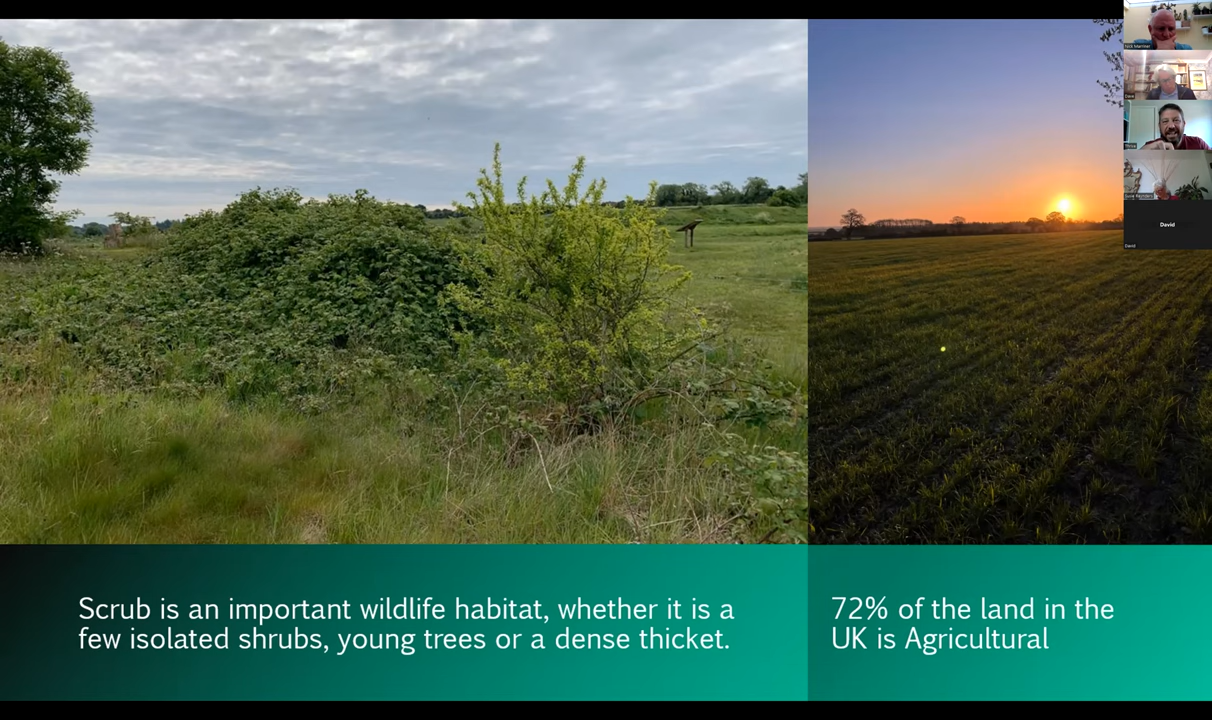 Scrub is an important wildlife habitat, whether it is a
few isolated shrubs, young trees or a dense thicket.
72% of the land in the
UK is Agricultural
David
David